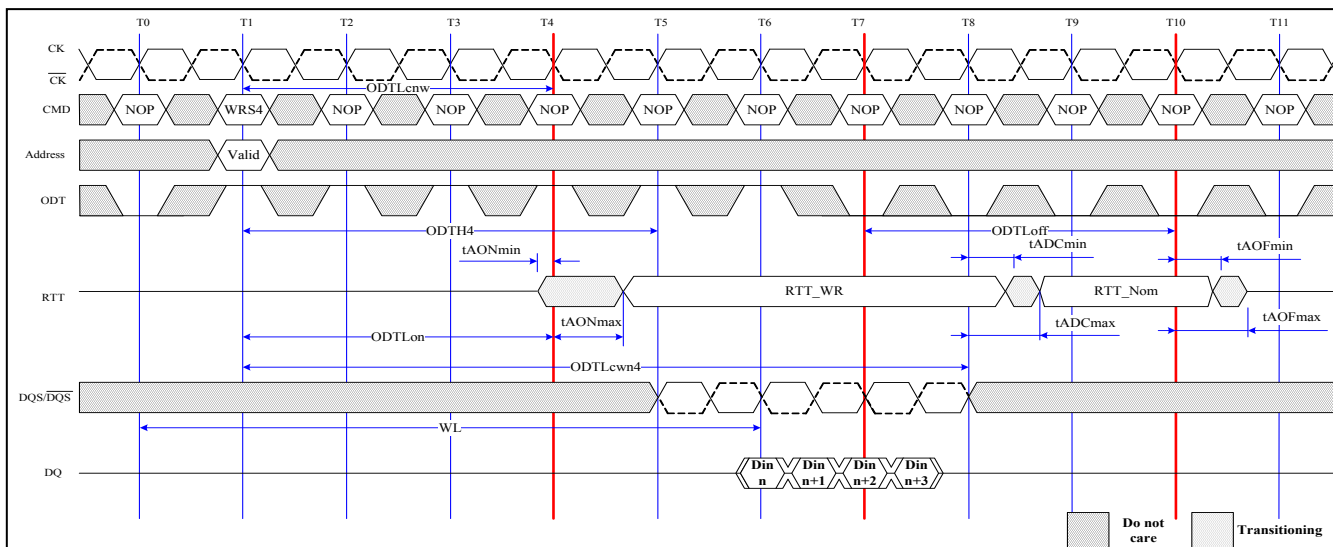 T0 T1 T2 T3 T4 T5 T6 T7 T8 T9 T10 T11
CK
CK
ODTLcnw
CMD NOP WRS4 NOP NOP NOP NOP NOP NOP NOP NOP NOP NOP
Address Valid
ODT
ODTH4 ODTLoff
tAONmin tADCmin tAOFmin
RTT RTT_WR RTT_Nom
tAONmax tADCmax tAOFmax
ODTLon
ODTLcwn4
DQS/DQS
WL
DQ Din n Din n+1 Din n+2 Din n+3
Do not care Transitioning